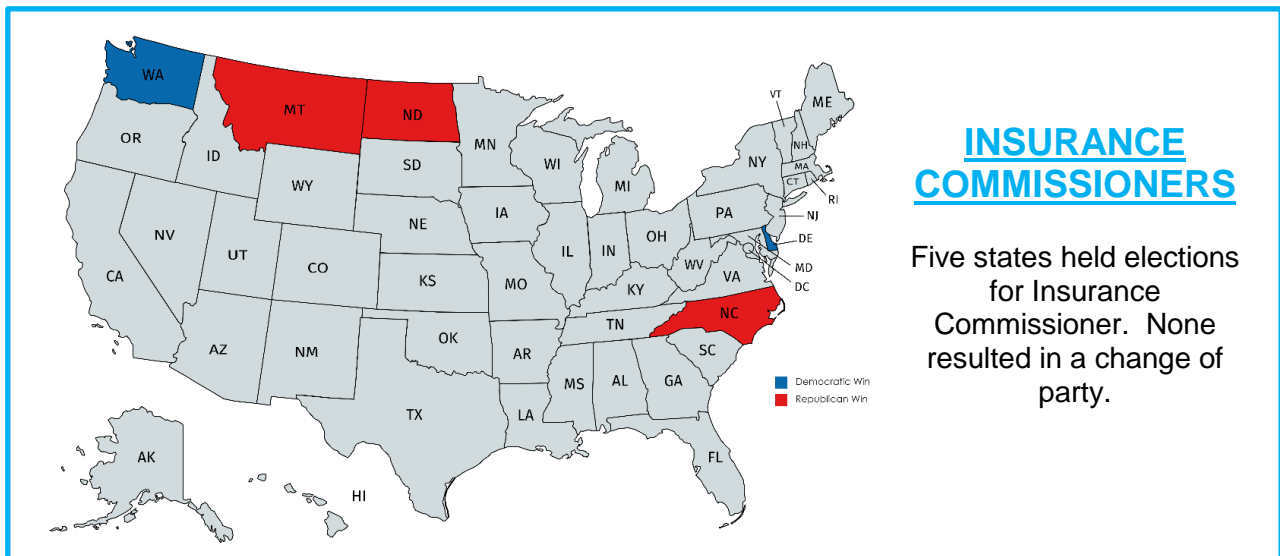 WA
MT
ND
OR
ID
WY
SD
MN
WI
MI
NY
VT
NH
ME
MA
CT
RI
NJ
PA
DE
MD
DC
NV
UT
CO
NE
IA
IL
IN
OH
WV
VA
CA
KS
MO
KY
NC
AZ
NM
OK
AR
TN
SC
TX
LA
MS
AL
GA
FL
AK
HI
Democratic Win
Republican Win
INSURANCE
COMMISSIONERS
Five states held elections
for Insurance
Commissioner.  None
resulted in a change of
party.